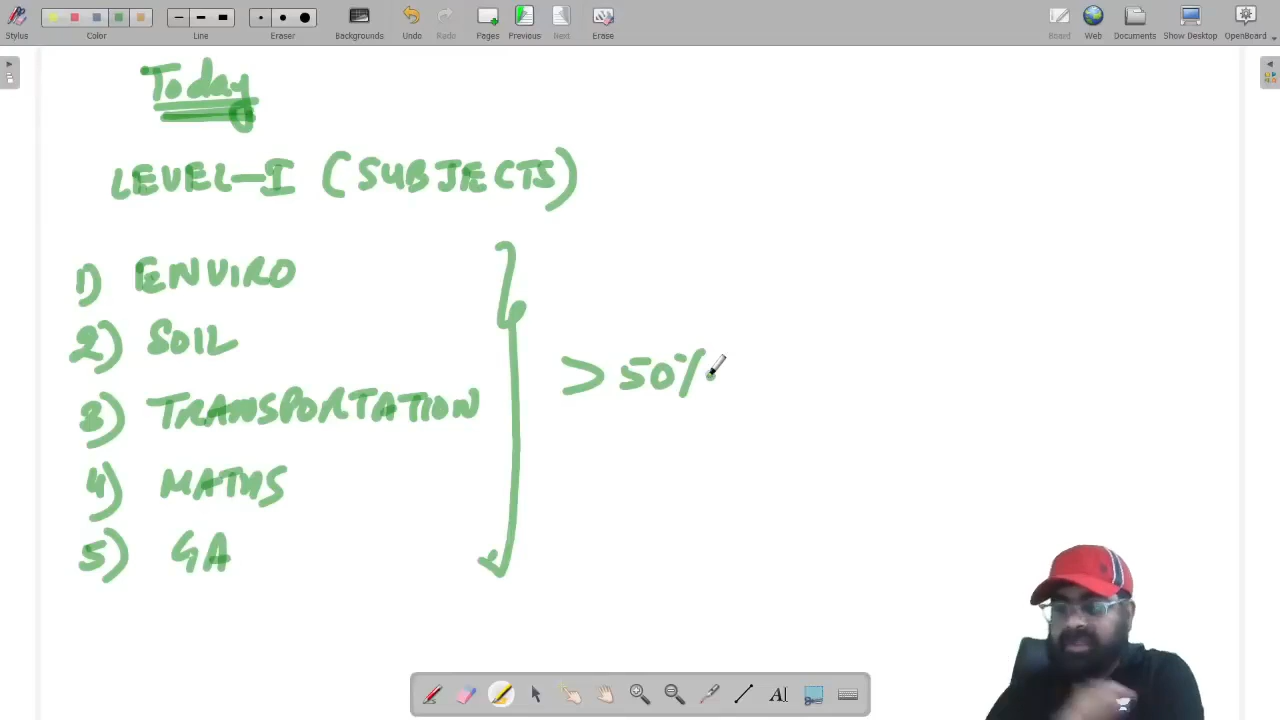 Stylus
Color
Line
Eraser
Backgrounds
Undo
Redo
Pages
Previous
Next
Erase
Board
Web
Documents
Show Desktop
OpenBoard
Today
LEVEL-I (SUBJECTS)
1) ENVIRO
2) SOIL
3) TRANSPORTATION
4) MATHS
5) GA
> 50%